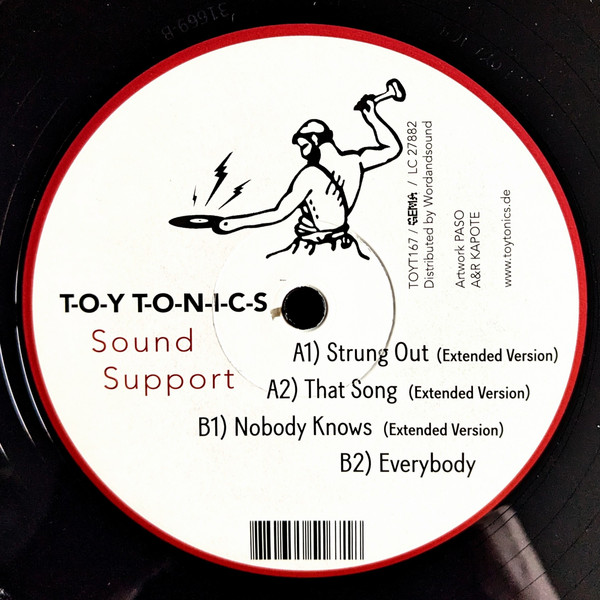 31669-B
T-O-Y T-O-N-I-C-S
Sound
Support
TOYT167 / GEMA / LC 27882
Distributed by Wordandsound
Artwork PASO
A&R KAPOTE
www.toytonics.de
A1) Strung Out (Extended Version)
A2) That Song (Extended Version)
B1) Nobody Knows (Extended Version)
B2) Everybody